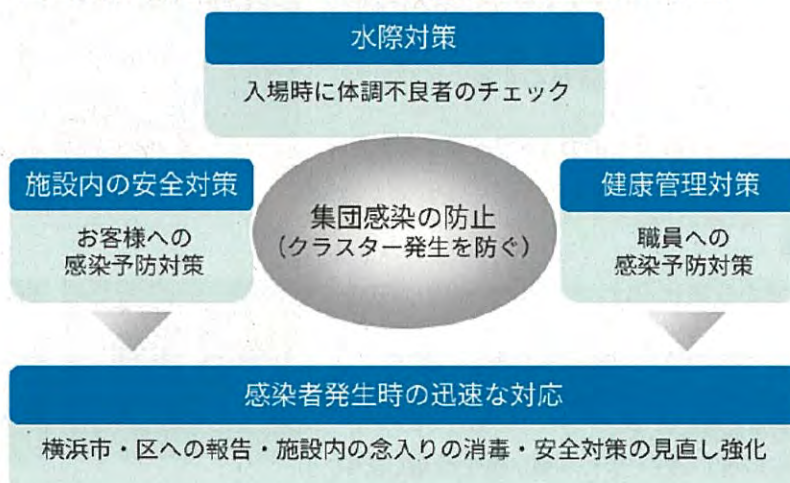 水際対策
入場時に体調不良者のチェック
施設内の安全対策
お客様への
感染予防対策
集団感染の防止
（クラスター発生を防ぐ）
健康管理対策
職員への
感染予防対策
感染者発生時の迅速な対応
横浜市・区への報告・施設内の念入りの消毒・安全対策の見直し強化